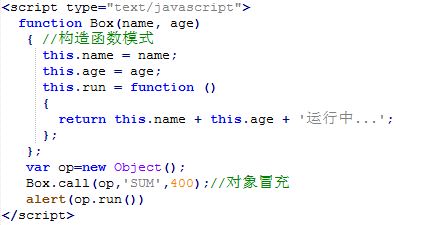 <script type="text/javascript">
  function Box(name, age)
   { //构造函数模式
     this.name = name;
     this.age = age;
     this.run = function ()
     {
      return this.name + this.age + '运行中...';
     };
   };
   var op=new Object();
   Box.call(op,'SUM',400);//对象冒充
   alert(op.run())
</script>